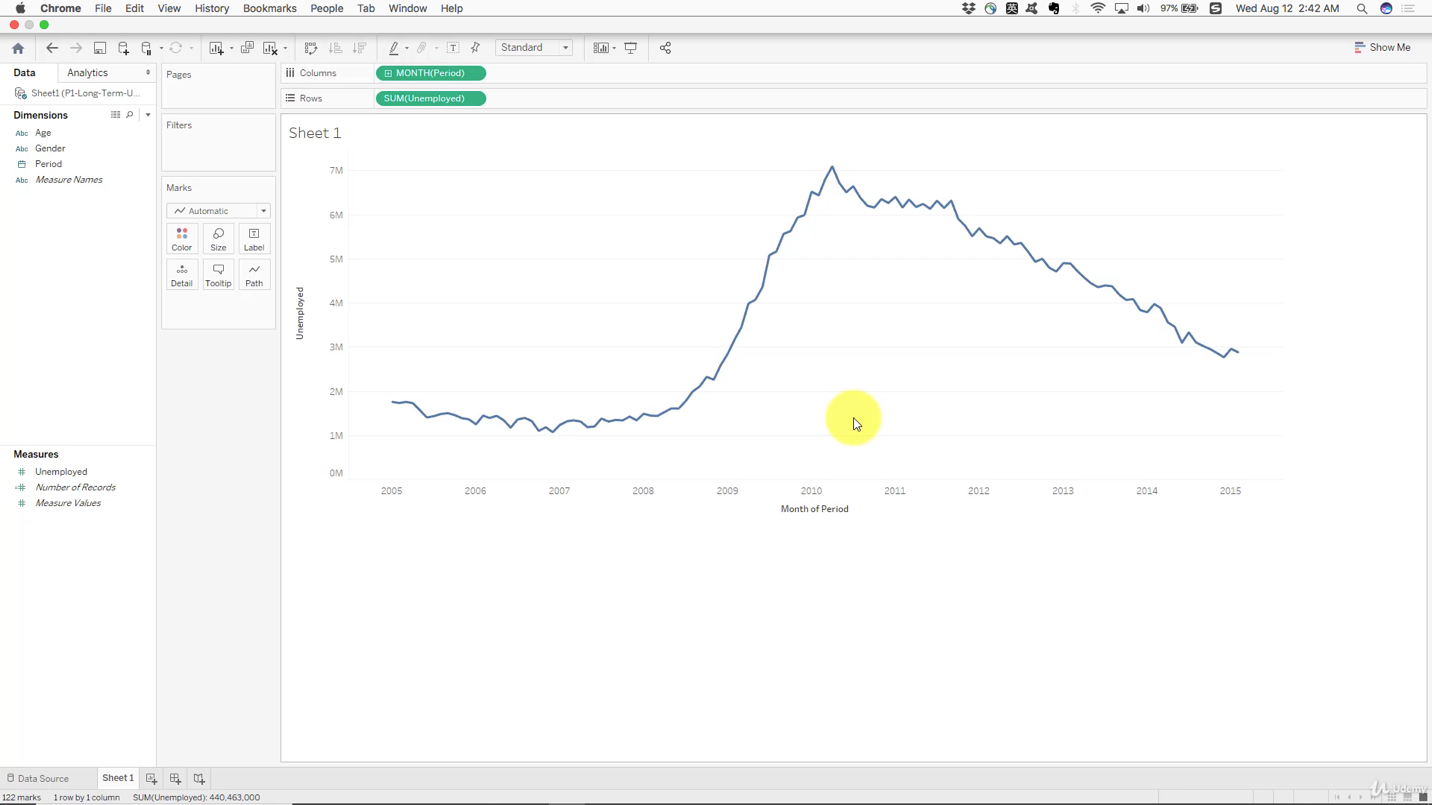 Chrome File Edit View History Bookmarks People Tab Window Help 97% Wed Aug 12 2:42 AM
Standard Show Me
Data Analytics
Pages
Columns MONTH(Period)
Sheet1 (P1-Long-Term-U...
Rows SUM(Unemployed)
Dimensions
Filters
Abc Age
Abc Gender
Period
Abc Measure Names
Sheet 1
Marks
Automatic
Color Size Label
Detail Tooltip Path
7M
6M
5M
4M
3M
2M
1M
0M
Unemployed
2005 2006 2007 2008 2009 2010 2011 2012 2013 2014 2015
Month of Period
Measures
Unemployed
Number of Records
Measure Values
Data Source Sheet 1
122 marks 1 row by 1 column SUM(Unemployed): 440,463,000
Udemy